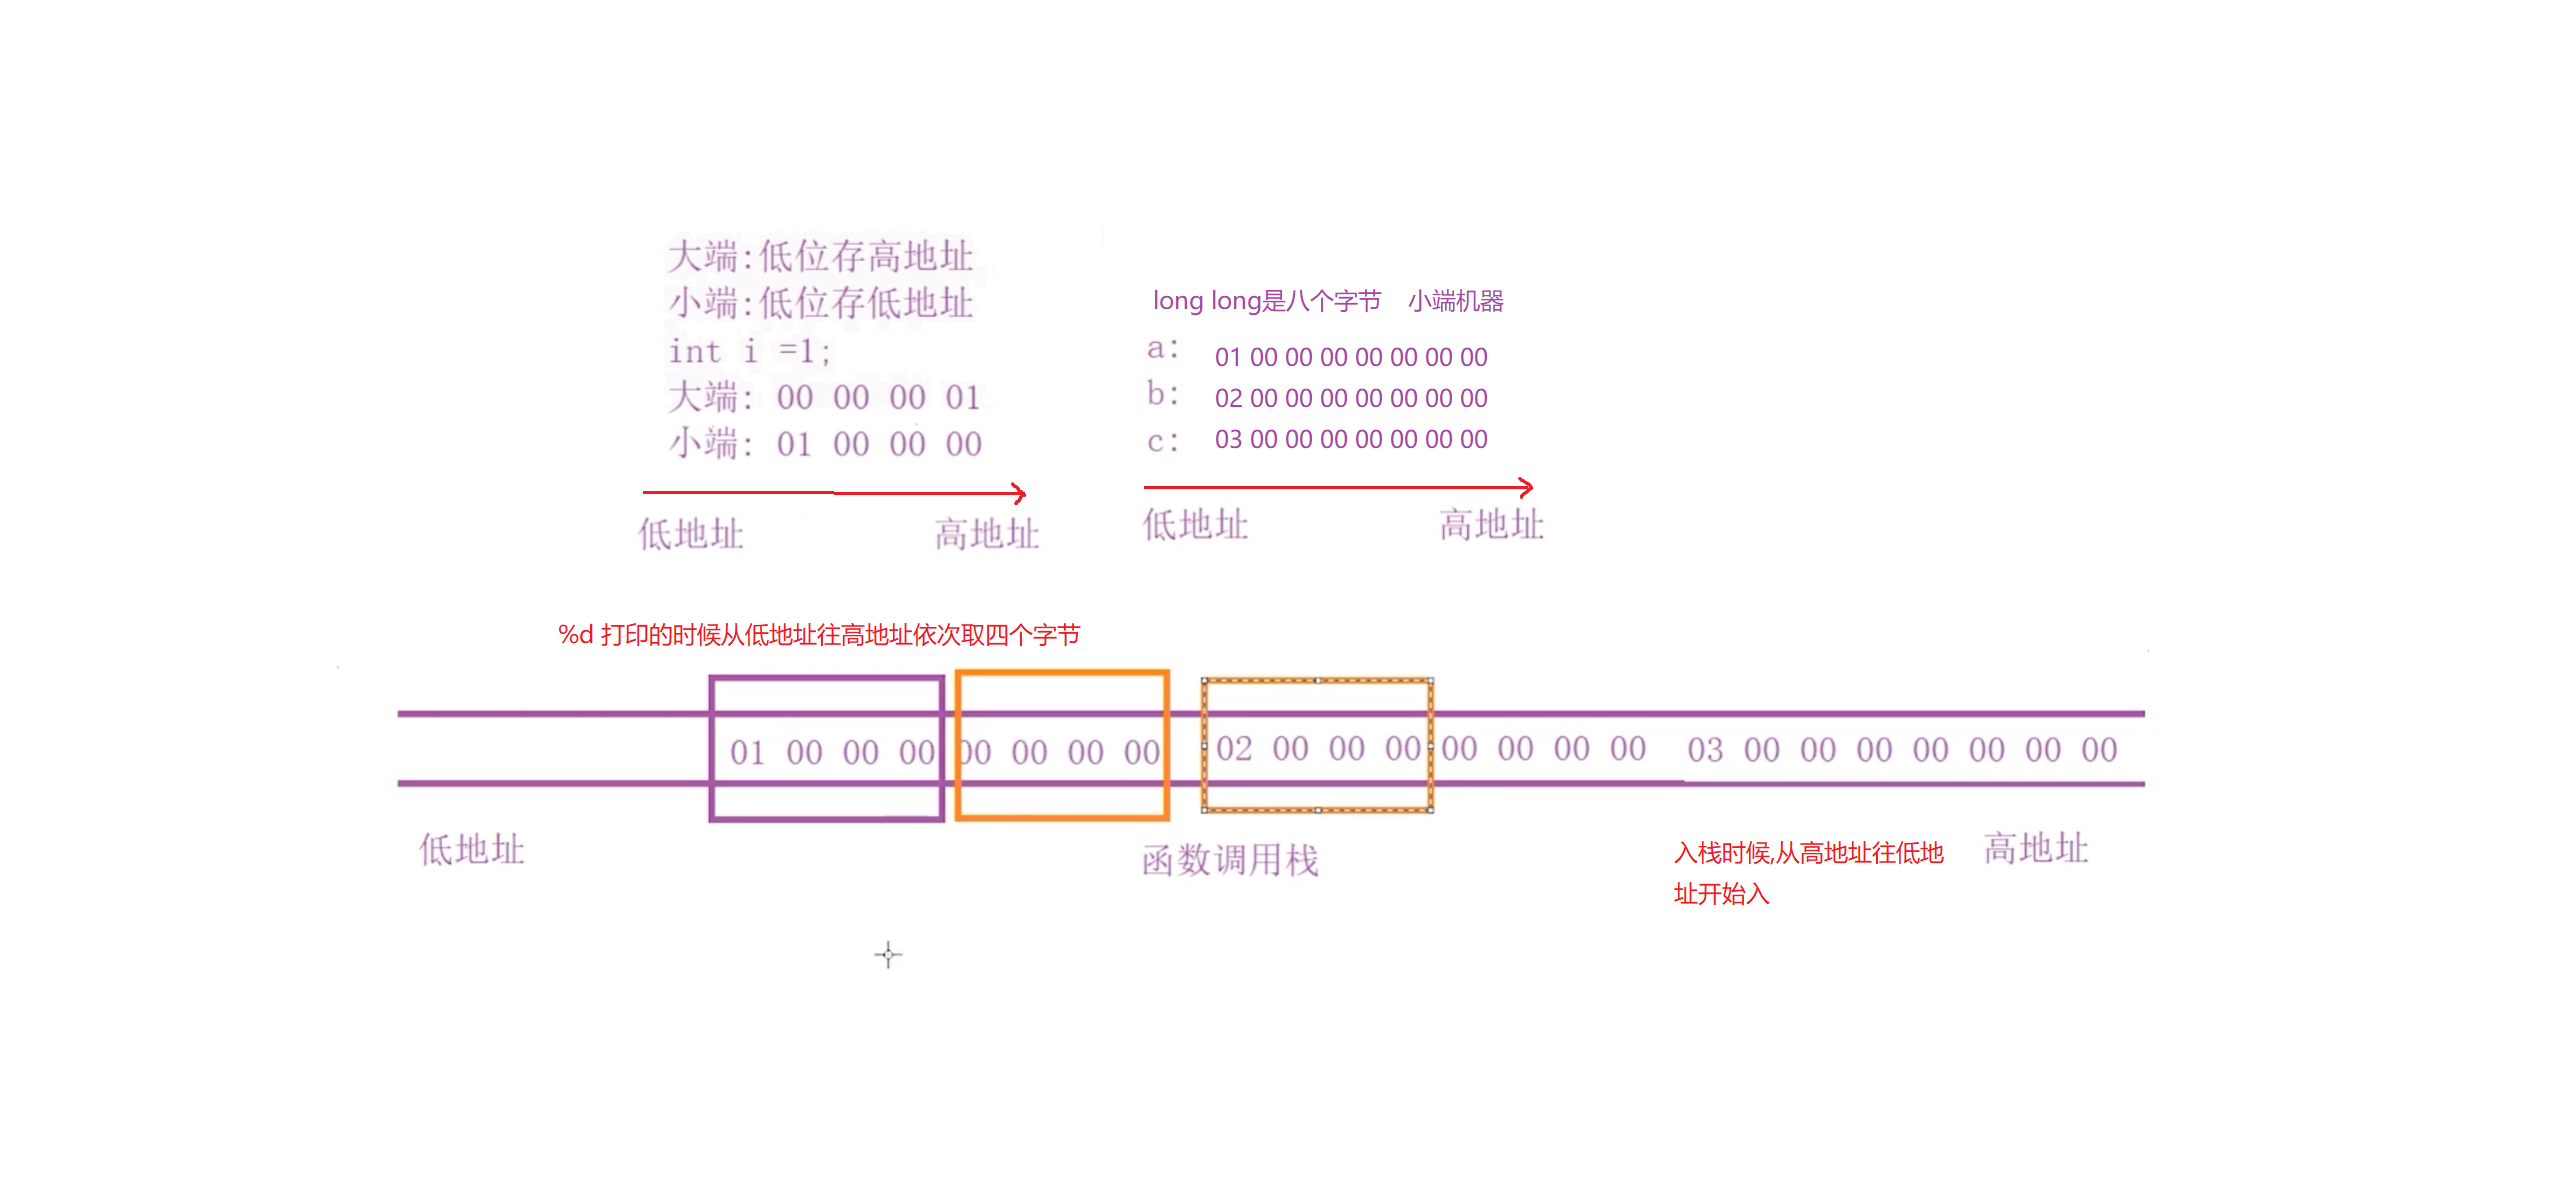 大端:低位存高地址
小端:低位存低地址
int i =1;
大端: 00 00 00 01
小端: 01 00 00 00
低地址 高地址
long long是八个字节 小端机器
a: 01 00 00 00 00 00 00 00
b: 02 00 00 00 00 00 00 00
c: 03 00 00 00 00 00 00 00
低地址 高地址
%d 打印的时候从低地址往高地址依次取四个字节
01 00 00 00 00 00 00 00 02 00 00 00 00 00 00 00 03 00 00 00 00 00 00 00
低地址 函数调用栈 高地址
入栈时候,从高地址往低地
址开始入